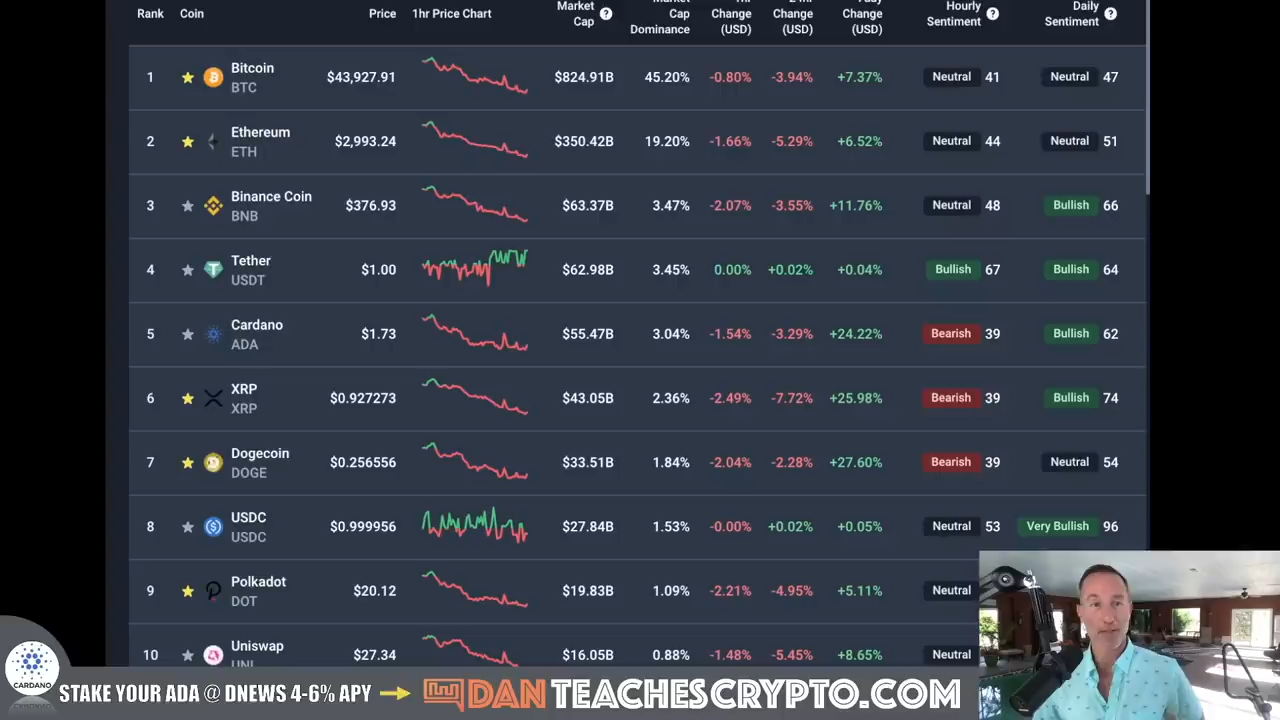 Rank Coin Price 1hr Price Chart Market Cap ? Market Cap Dominance Change (USD) Change (USD) Change (USD) Hourly Sentiment ? Daily Sentiment ?
1 Bitcoin BTC $43,927.91 $824.91B 45.20% -0.80% -3.94% +7.37% Neutral 41 Neutral 47
2 Ethereum ETH $2,993.24 $350.42B 19.20% -1.66% -5.29% +6.52% Neutral 44 Neutral 51
3 Binance Coin BNB $376.93 $63.37B 3.47% -2.07% -3.55% +11.76% Neutral 48 Bullish 66
4 Tether USDT $1.00 $62.98B 3.45% 0.00% +0.02% +0.04% Bullish 67 Bullish 64
5 Cardano ADA $1.73 $55.47B 3.04% -1.54% -3.29% +24.22% Bearish 39 Bullish 62
6 XRP XRP $0.927273 $43.05B 2.36% -2.49% -7.72% +25.98% Bearish 39 Bullish 74
7 Dogecoin DOGE $0.256556 $33.51B 1.84% -2.04% -2.28% +27.60% Bearish 39 Neutral 54
8 USDC USDC $0.999956 $27.84B 1.53% -0.00% +0.02% +0.05% Neutral 53 Very Bullish 96
9 Polkadot DOT $20.12 $19.83B 1.09% -2.21% -4.95% +5.11% Neutral
10 Uniswap UNI $27.34 $16.05B 0.88% -1.48% -5.45% +8.65% Neutral
CARDANO
STAKE YOUR ADA @ DNEWS 4-6% APY
DAN TEACHESCRYPTO.COM